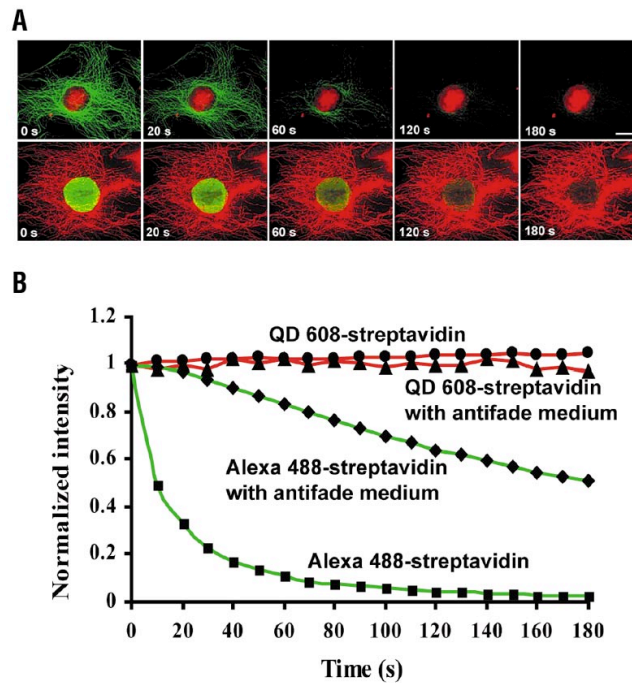 A
0 s 20 s 60 s 120 s 180 s
0 s 20 s 60 s 120 s 180 s
B
1.2
1
0.8
0.6
0.4
0.2
0
Normalized intensity
QD 608-streptavidin
QD 608-streptavidin
with antifade medium
Alexa 488-streptavidin
with antifade medium
Alexa 488-streptavidin
0 20 40 60 80 100 120 140 160 180
Time (s)